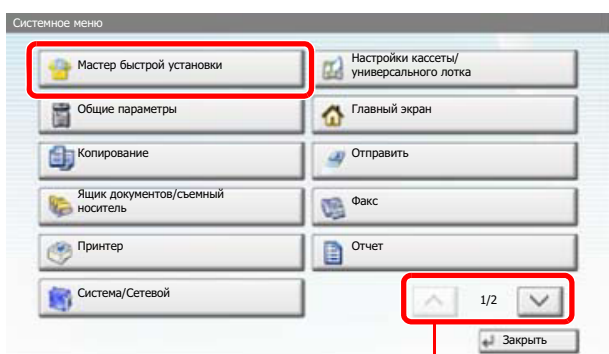 Системное меню
Мастер быстрой установки
Настройки кассеты/
универсального лотка
Общие параметры
Главный экран
Копирование
Отправить
Ящик документов/съемный
носитель
Факс
Принтер
Отчет
Система/Сетевой
1/2
Закрыть